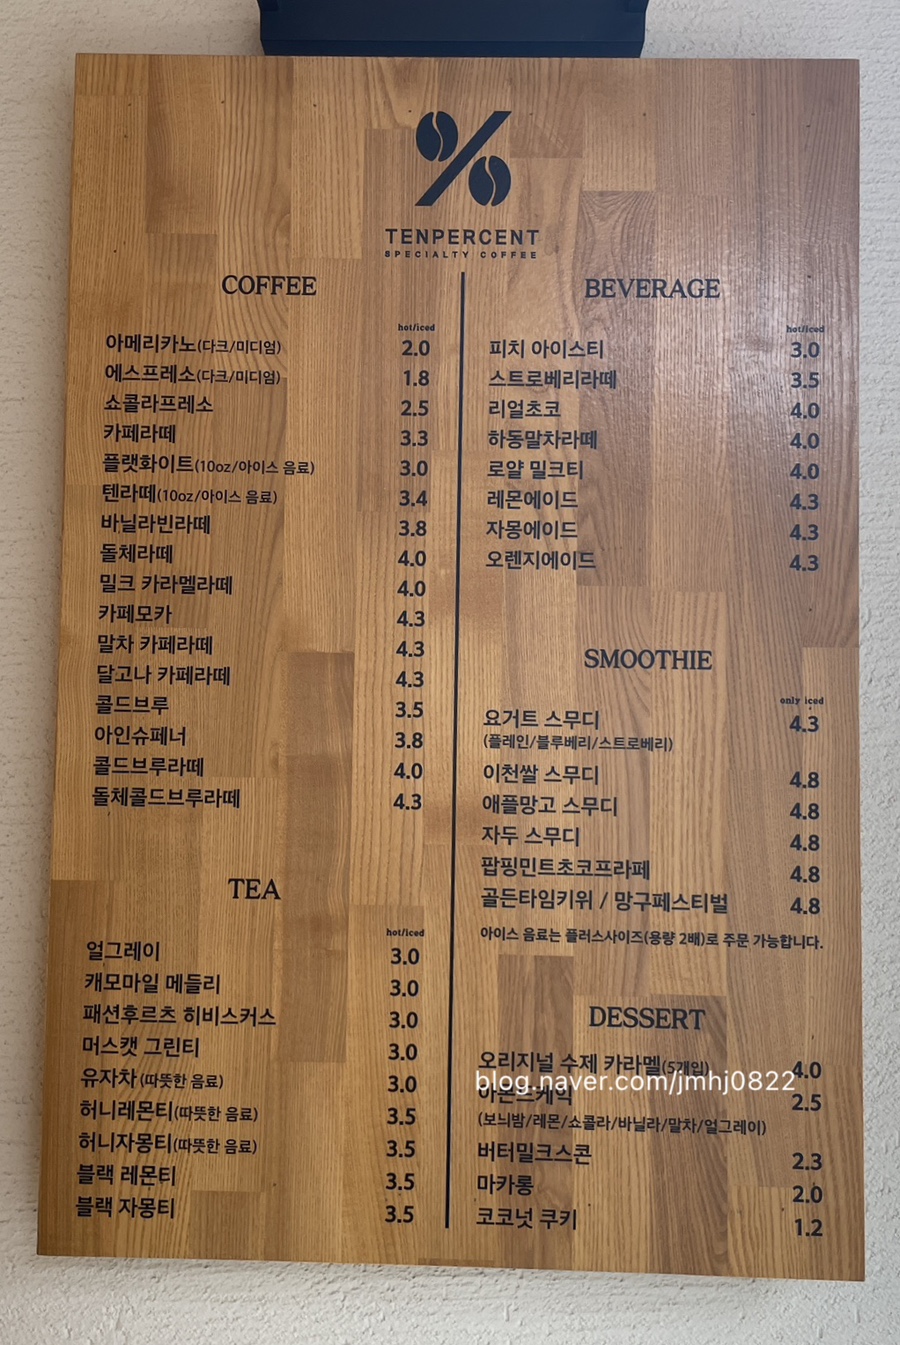 TENPERCENT
SPECIALTY COFFEE
COFFEE
hot/iced
아메리카노(다크/미디엄) 2.0
에스프레소(다크/미디엄) 1.8
쇼콜라프레소 2.5
카페라떼 3.3
플랫화이트(10oz/아이스 음료) 3.0
텐라떼(10oz/아이스 음료) 3.4
바닐라빈라떼 3.8
돌체라떼 4.0
밀크 카라멜라떼 4.0
카페모카 4.3
말차 카페라떼 4.3
달고나 카페라떼 4.3
콜드브루 3.5
아인슈페너 3.8
콜드브루라떼 4.0
돌체콜드브루라떼 4.3
TEA
hot/iced
얼그레이 3.0
캐모마일 메들리 3.0
패션후르츠 히비스커스 3.0
머스캣 그린티 3.0
유자차(따뜻한 음료) 3.0
허니레몬티(따뜻한 음료) 3.5
허니자몽티(따뜻한 음료) 3.5
블랙 레몬티 3.5
블랙 자몽티 3.5
BEVERAGE
hot/iced
피치 아이스티 3.0
스트로베리라떼 3.5
리얼초코 4.0
하동말차라떼 4.0
로얄 밀크티 4.0
레몬에이드 4.3
자몽에이드 4.3
오렌지에이드 4.3
SMOOTHIE
only iced
요거트 스무디 4.3
(플레인/블루베리/스트로베리)
이천쌀 스무디 4.8
애플망고 스무디 4.8
자두 스무디 4.8
팝핑민트초코프라페 4.8
골든타임키위 / 망구페스티벌 4.8
아이스 음료는 플러스사이즈(용량 2배)로 주문 가능합니다.
DESSERT
오리지널 수제 카라멜(5개입) 4.0
blog.naver.com/jmhj0822
2.5
(보늬밤/레몬/쇼콜라/바닐라/말차/얼그레이)
버터밀크스콘 2.3
마카롱 2.0
코코넛 쿠키 1.2